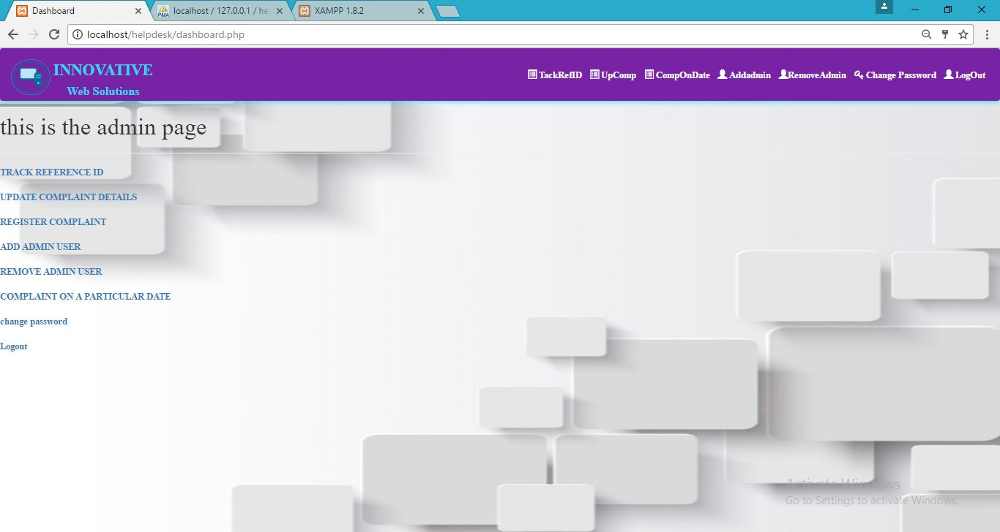 Dashboard
localhost / 127.0.0.1 / he
XAMPP 1.8.2
localhost/helpdesk/dashboard.php
INNOVATIVE
Web Solutions
TackRefID UpComp CompOnDate Addadmin RemoveAdmin Change Password LogOut
this is the admin page
TRACK REFERENCE ID
UPDATE COMPLAINT DETAILS
REGISTER COMPLAINT
ADD ADMIN USER
REMOVE ADMIN USER
COMPLAINT ON A PARTICULAR DATE
change password
Logout
Activate Windows
Go to Settings to activate Windows.